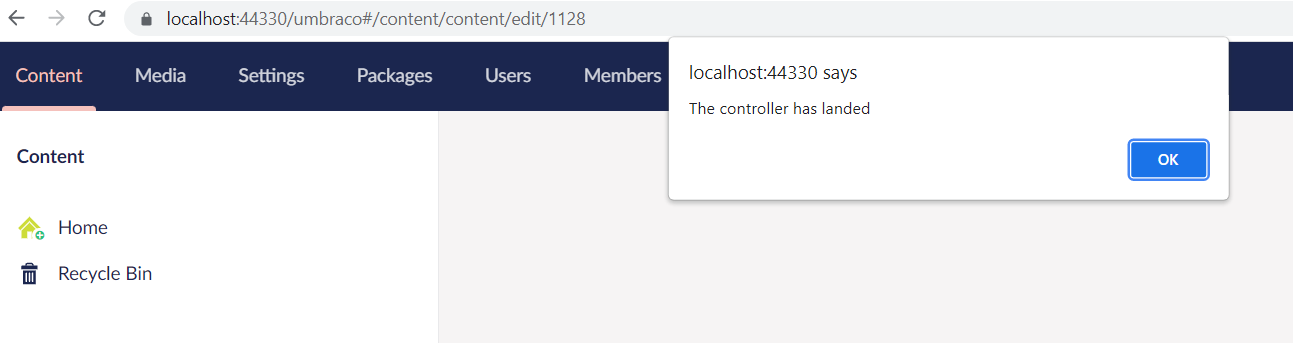 localhost:44330/umbraco#/content/content/edit/1128
Content Media Settings Packages Users Members
localhost:44330 says
The controller has landed
OK
Content
Home
Recycle Bin